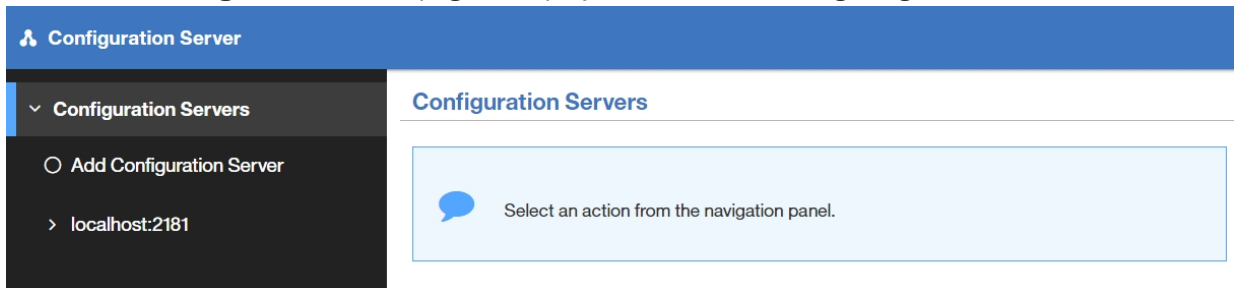 Configuration Server
Configuration Servers
Add Configuration Server
localhost:2181
Configuration Servers
Select an action from the navigation panel.